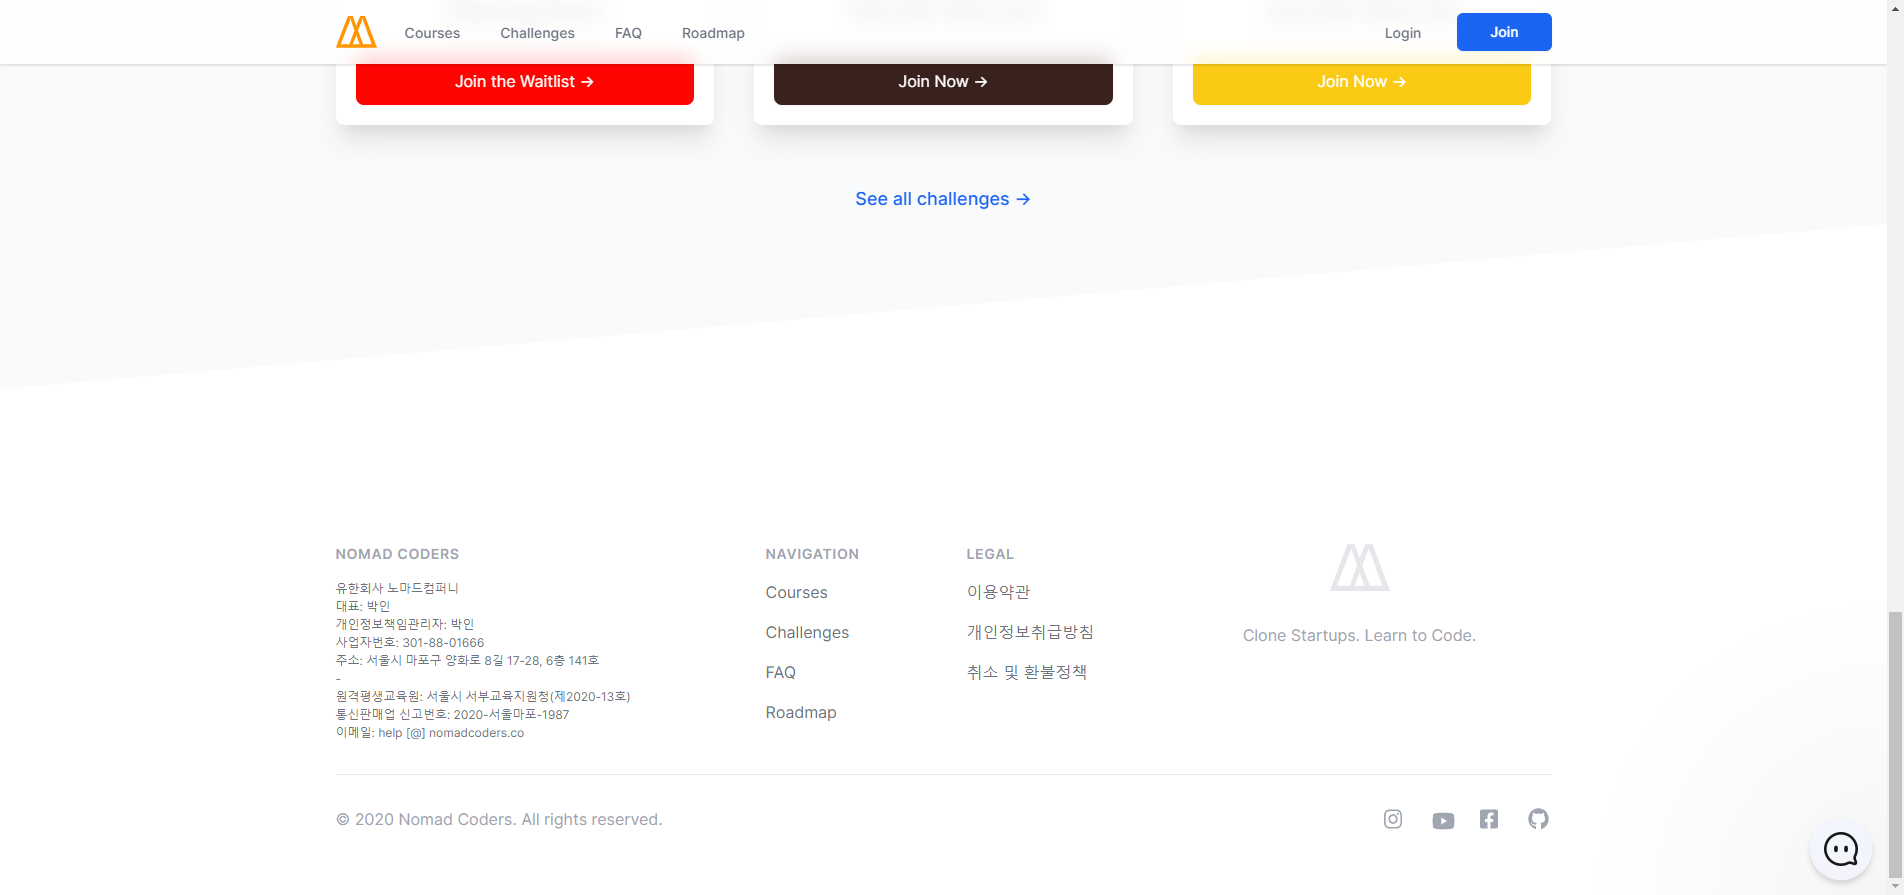 Courses
Challenges
FAQ
Roadmap
Login
Join
Join the Waitlist →
Join Now →
Join Now →
See all challenges →
NOMAD CODERS
유한회사 노마드컴퍼니
대표: 박인
개인정보책임관리자: 박인
사업자번호: 301-88-01666
주소: 서울시 마포구 양화로 8길 17-28, 6층 141호
-
원격평생교육원: 서울시 서부교육지원청(제2020-13호)
통신판매업 신고번호: 2020-서울마포-1987
이메일: help [@] nomadcoders.co
NAVIGATION
Courses
Challenges
FAQ
Roadmap
LEGAL
이용약관
개인정보취급방침
취소 및 환불정책
Clone Startups. Learn to Code.
© 2020 Nomad Coders. All rights reserved.